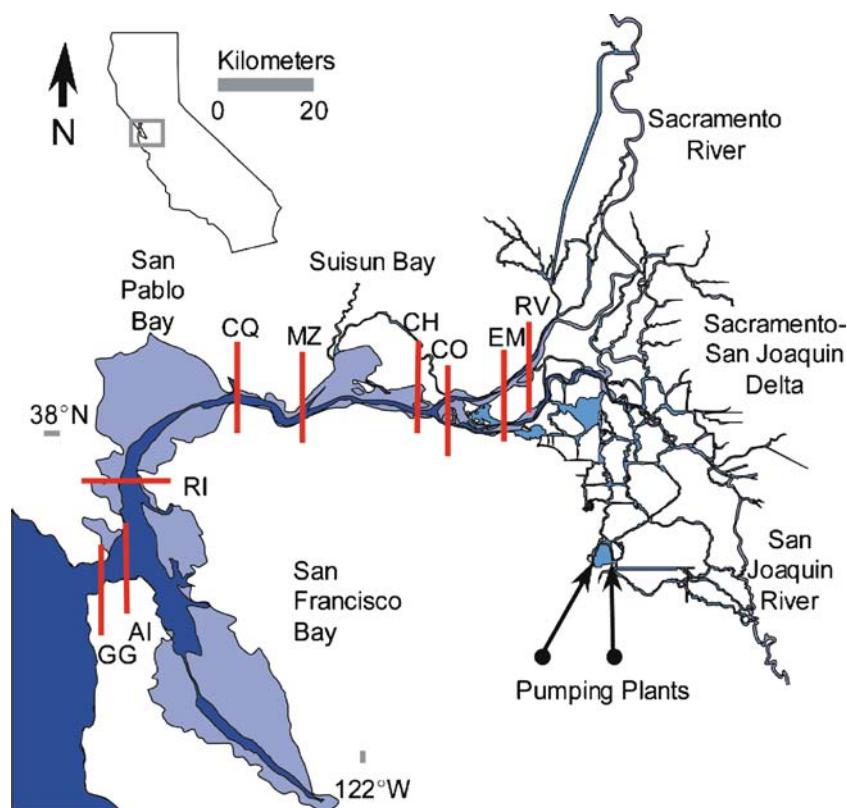 Kilometers
0 20
N
Sacramento
River
San
Pablo
Bay
Suisun Bay
CQ
MZ
CH
CO
EM
RV
Sacramento-
San Joaquin
Delta
38°N
RI
San
Francisco
Bay
AI
GG
San
Joaquin
River
Pumping Plants
122°W